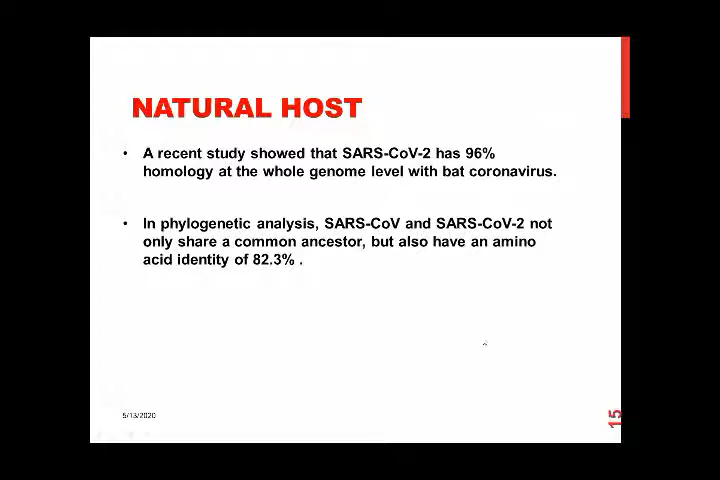 NATURAL HOST
• A recent study showed that SARS-CoV-2 has 96%
homology at the whole genome level with bat coronavirus.
• In phylogenetic analysis, SARS-CoV and SARS-CoV-2 not
only share a common ancestor, but also have an amino
acid identity of 82.3% .
5/13/2020
15